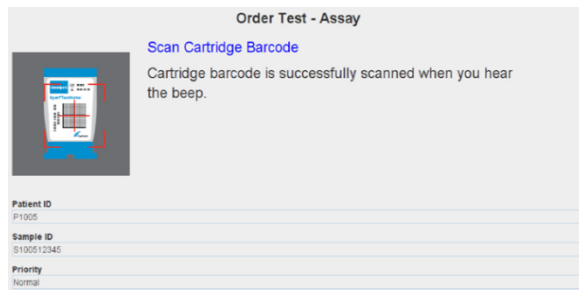 Order Test - Assay
Scan Cartridge Barcode
Cartridge barcode is successfully scanned when you hear
the beep.
Patient ID
P1005
Sample ID
S100512345
Priority
Normal